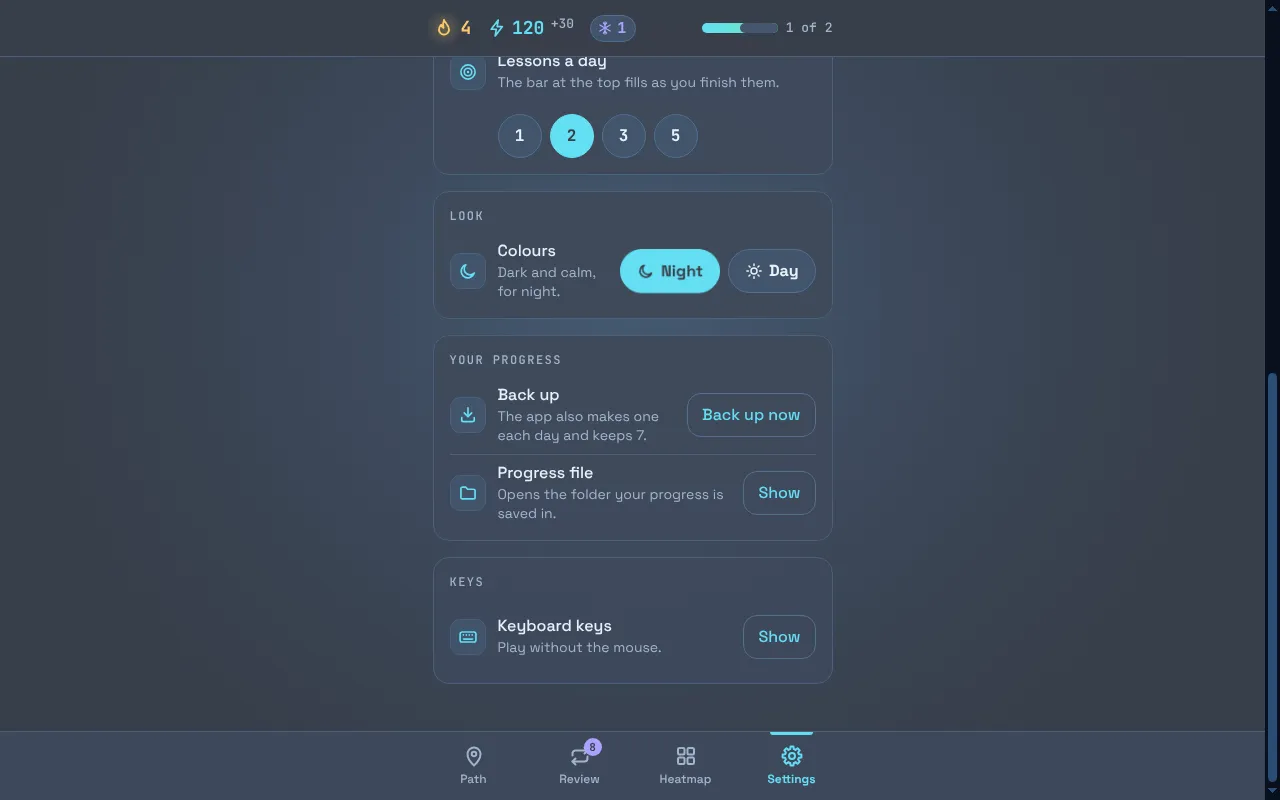 4 120 +30 1 1 of 2
Lessons a day
The bar at the top fills as you finish them.
1 2 3 5
LOOK
Colours
Dark and calm,
for night.
Night Day
YOUR PROGRESS
Back up
The app also makes one
each day and keeps 7.
Back up now
Progress file
Opens the folder your progress is
saved in.
Show
KEYS
Keyboard keys
Play without the mouse.
Show
8
Path Review Heatmap Settings